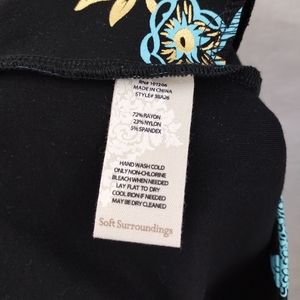 MADE IN CHINA
72% RAYON
23% NYLON
5% SPANDEX
HAND WASH COLD
ONLY NON-CHLORINE
BLEACH WHEN NEEDED
LAY FLAT TO DRY
COOL IRON IF NEEDED
MAY BE DRY CLEANED
Soft Surroundings